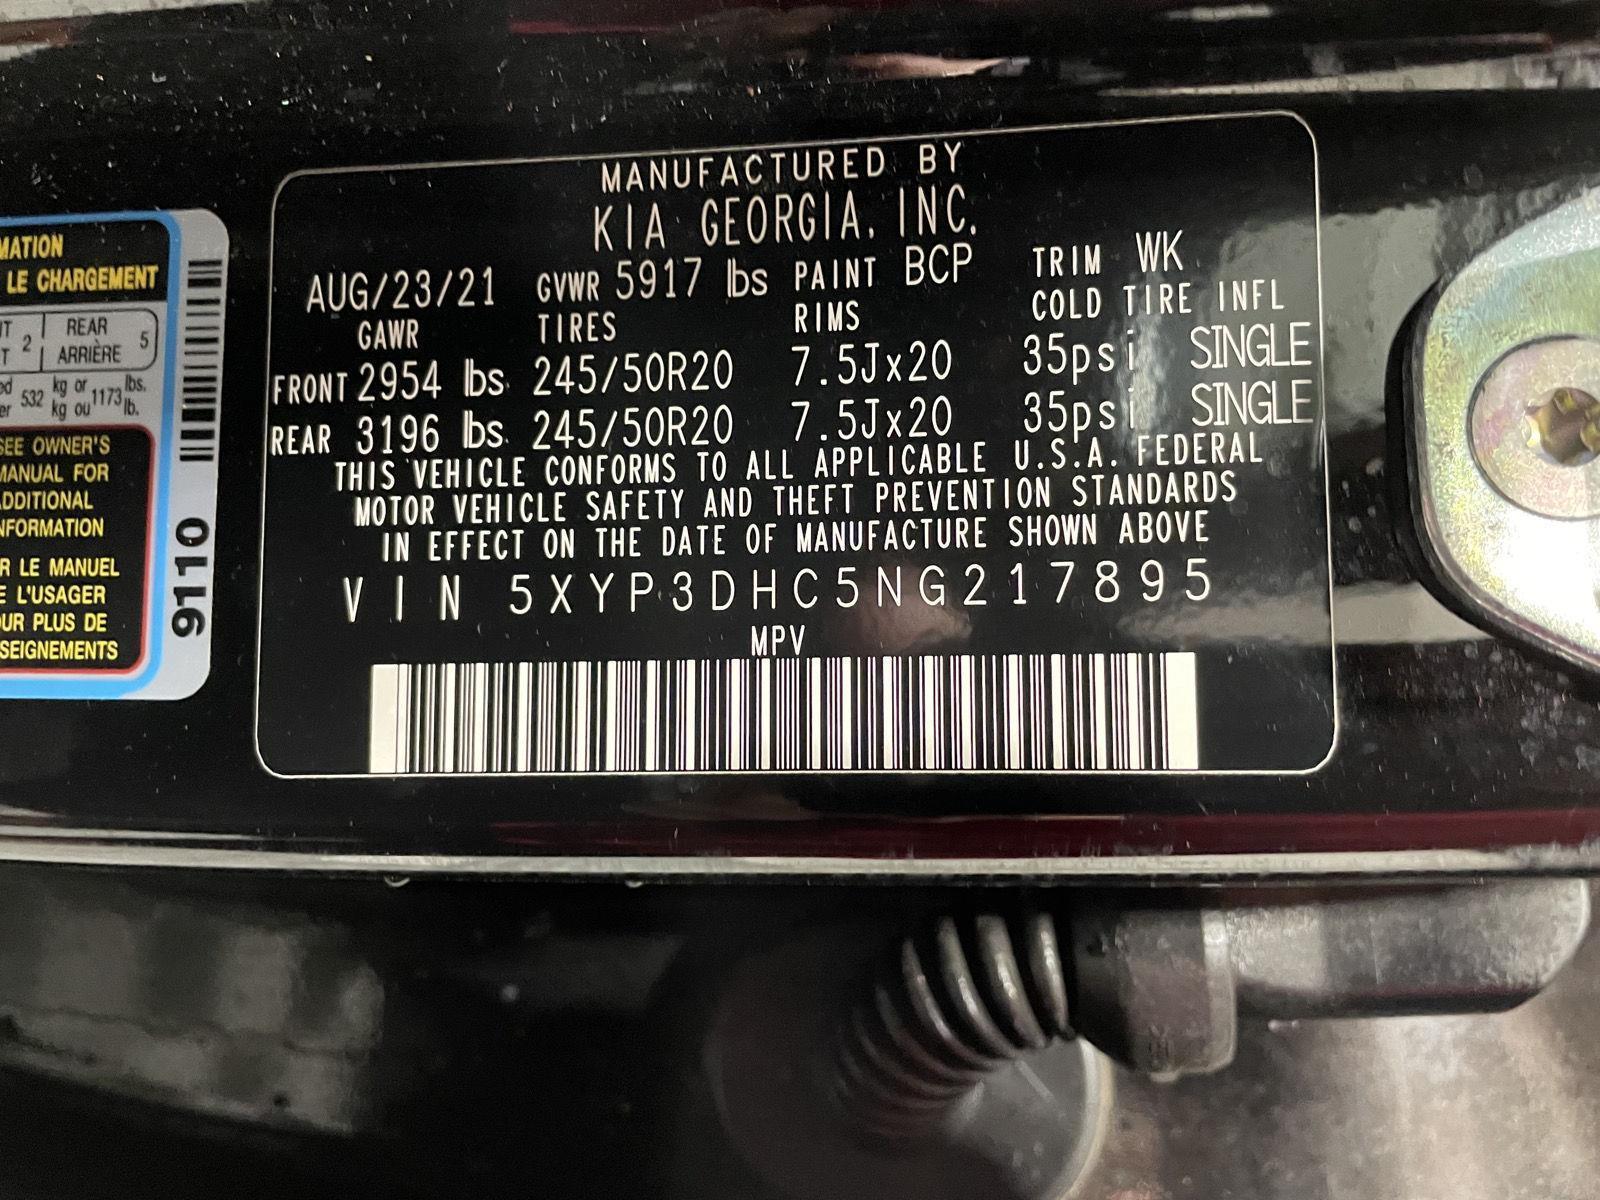 MATION
LE CHARGEMENT
2 | REAR
ARRIÈRE 5
532 kg or 1173 lbs.
kg ou lb.
SEE OWNER'S
MANUAL FOR
ADDITIONAL
INFORMATION
R LE MANUEL
E L'USAGER
UR PLUS DE
SEIGNEMENTS
9110
MANUFACTURED BY
KIA GEORGIA, INC.
AUG/23/21 GVWR 5917 lbs PAINT BCP TRIM WK
GAWR TIRES RIMS COLD TIRE INFL
FRONT 2954 lbs 245/50R20 7.5Jx20 35psi SINGLE
REAR 3196 lbs 245/50R20 7.5Jx20 35psi SINGLE
THIS VEHICLE CONFORMS TO ALL APPLICABLE U.S.A. FEDERAL
MOTOR VEHICLE SAFETY AND THEFT PREVENTION STANDARDS
IN EFFECT ON THE DATE OF MANUFACTURE SHOWN ABOVE
VIN 5XYP3DHC5NG217895
MPV